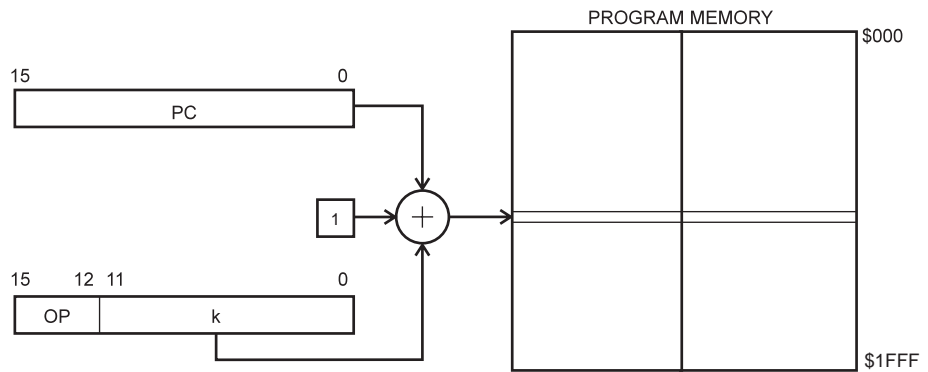 PROGRAM MEMORY
$000
15 0
PC
1
+
15 12 11 0
OP k
$1FFF